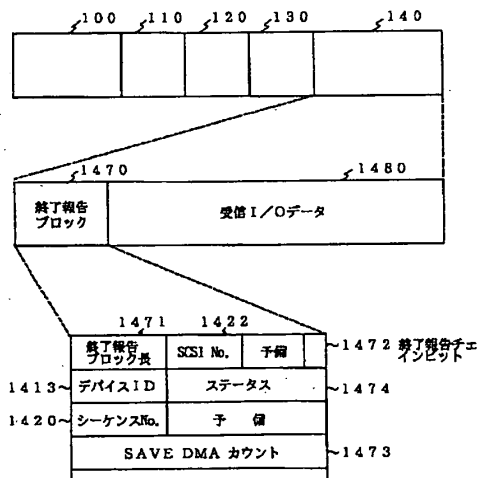 100 110 120 130 140
1470 1480
終了報告
ブロック
受信I/Oデータ
1471 1422
終了報告
ブロック長
SCSI No.
予備
1472 終了報告チェ
インビット
1413 デバイスID ステータス 1474
1420 シーケンスNo. 予 備
SAVE DMA カウント 1473